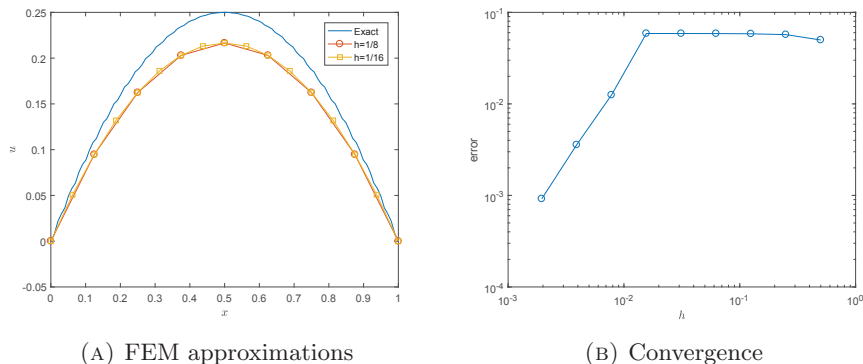 0.25
0.2
0.15
0.1
0.05
0
-0.05
u
0 0.1 0.2 0.3 0.4 0.5 0.6 0.7 0.8 0.9 1
x
Exact
h=1/8
h=1/16
(A) FEM approximations
10⁻¹
10⁻²
10⁻³
10⁻⁴
error
10⁻³ 10⁻² 10⁻¹ 10⁰
h
(B) Convergence